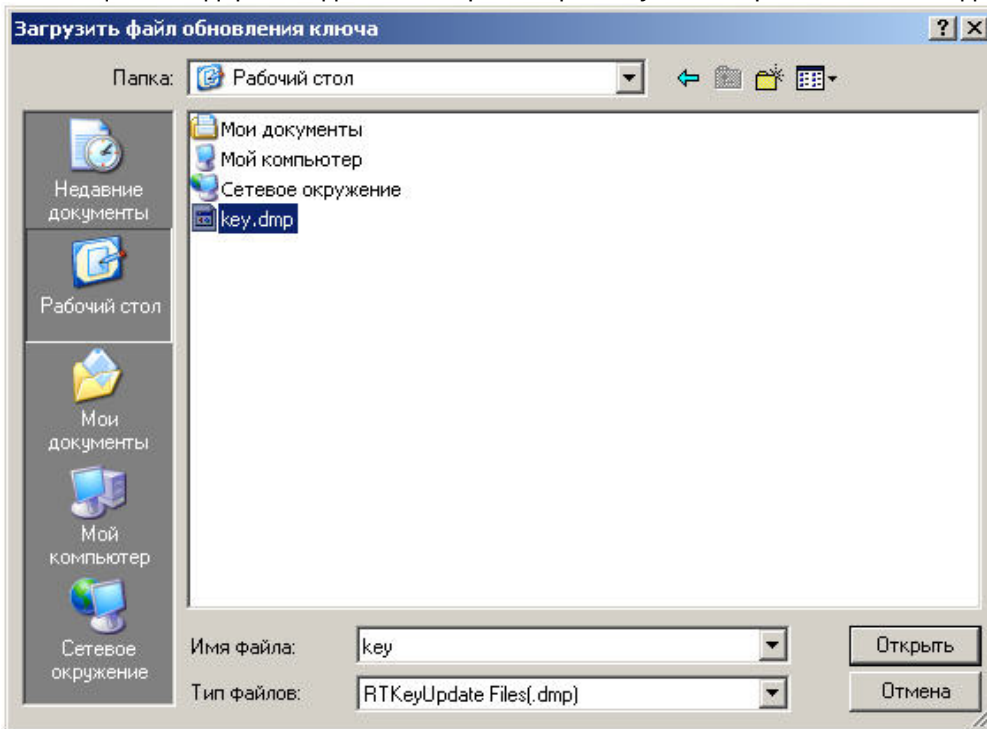 Загрузить файл обновления ключа
Папка: Рабочий стол
Мои документы
Мой компьютер
Сетевое окружение
key.dmp
Недавние
документы
Рабочий стол
Мои
документы
Мой
компьютер
Сетевое
окружение
Имя файла: key Открыть
Тип файлов: RTKeyUpdate Files(.dmp) Отмена